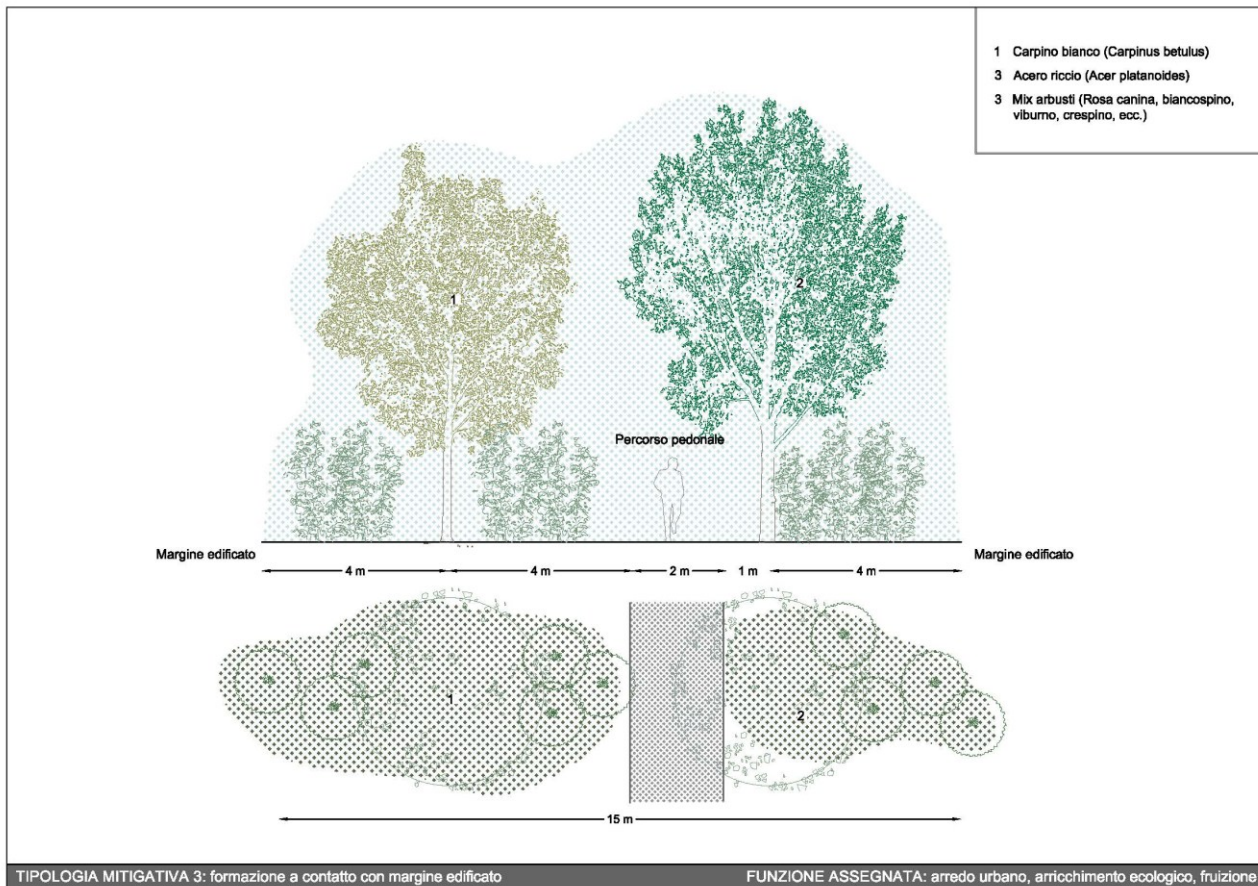 1 Carpino bianco (Carpinus betulus)
3 Acero riccio (Acer platanoides)
3 Mix arbusti (Rosa canina, biancospino,
viburno, crespino, ecc.)
1
2
Percorso pedonale
Margine edificato
Margine edificato
4 m
4 m
2 m
1 m
4 m
1
2
15 m
TIPOLOGIA MITIGATIVA 3: formazione a contatto con margine edificato
FUNZIONE ASSEGNATA: arredo urbano, arricchimento ecologico, fruizione